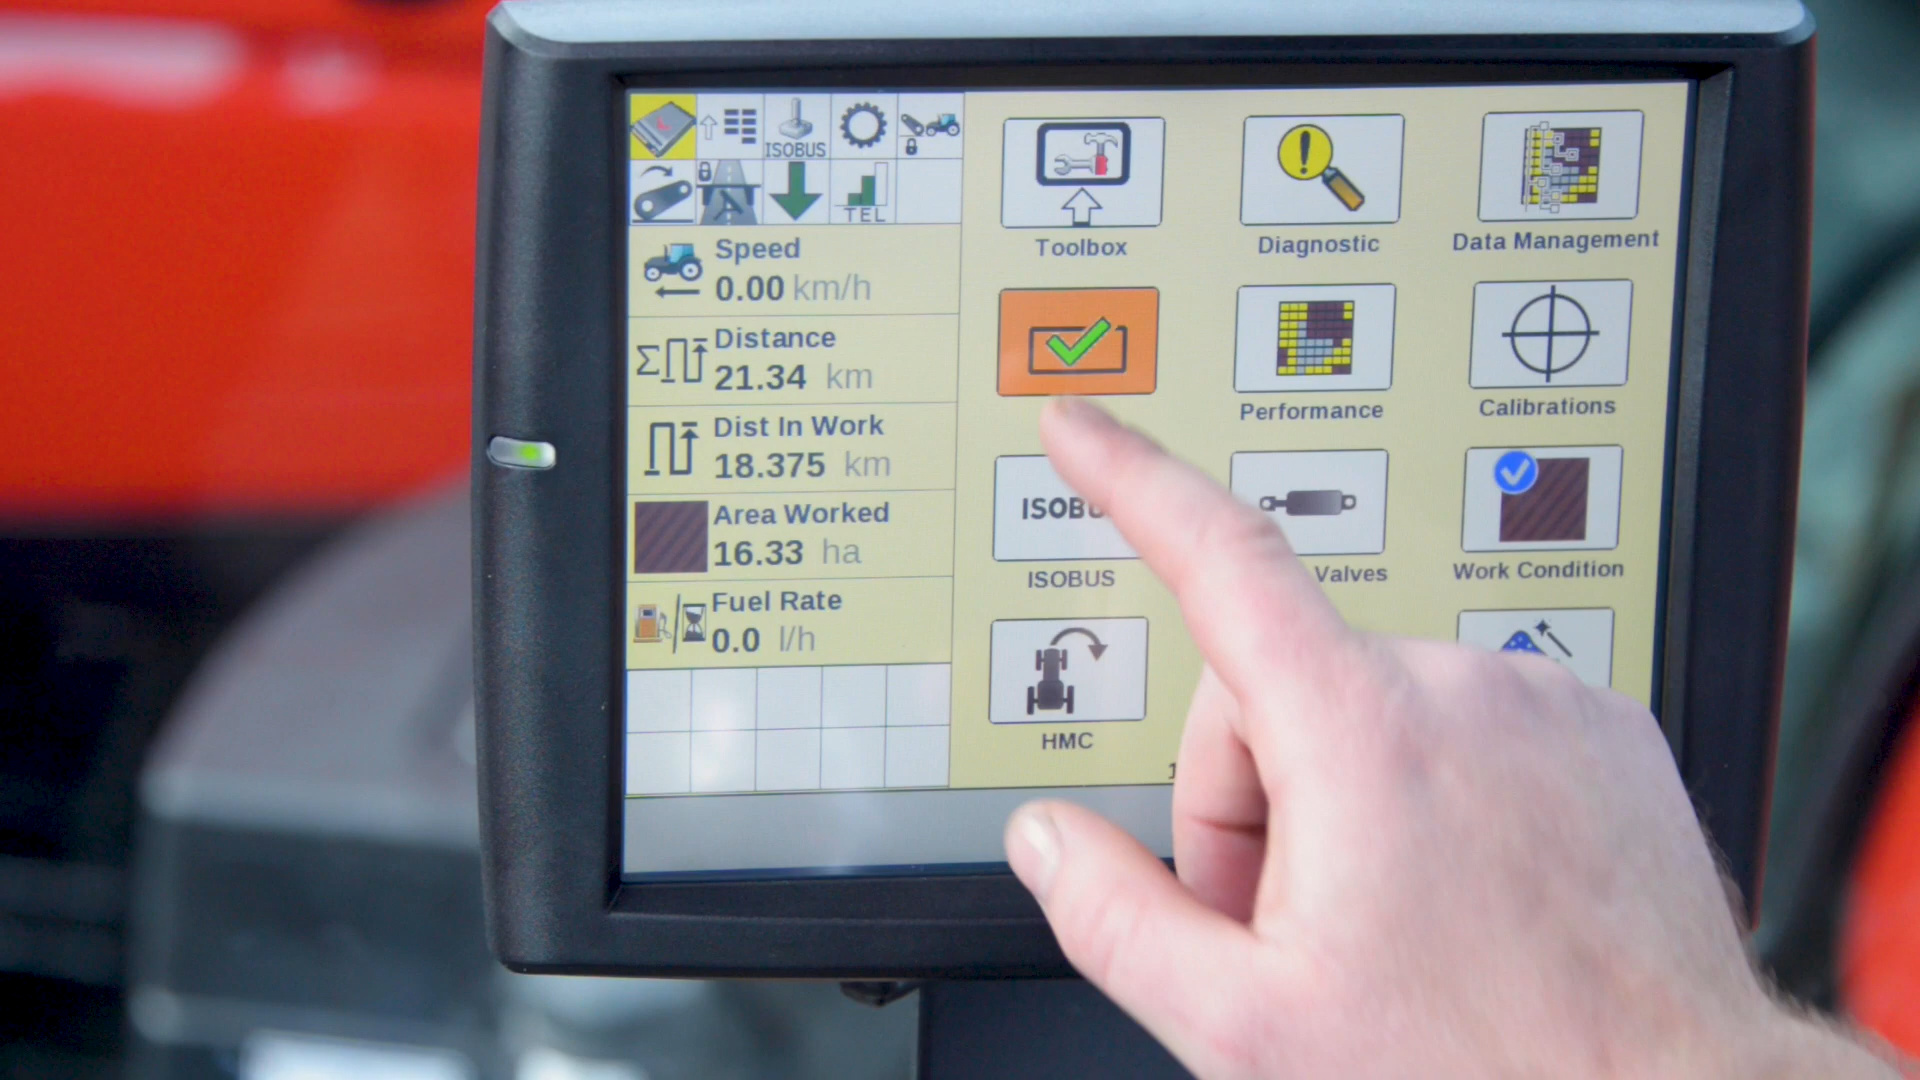 ISOBUS
TEL
Speed
0.00 km/h
Distance
21.34 km
Dist In Work
18.375 km
Area Worked
16.33 ha
Fuel Rate
0.0 l/h
Toolbox
Diagnostic
Data Management
Performance
Calibrations
ISOBUS
Valves
Work Condition
HMC